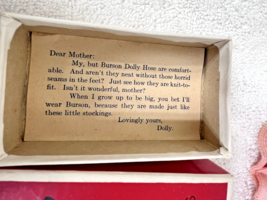 Dear Mother:
My, but Burson Dolly Hose are comfort-
able. And aren't they neat without those horrid
seams in the feet? Just see how they are knit-to-
fit. Isn't it wonderful, mother?
When I grow up to be big, you bet I'll
wear Burson, because they are made just like
these little stockings.
Lovingly yours,
Dolly.